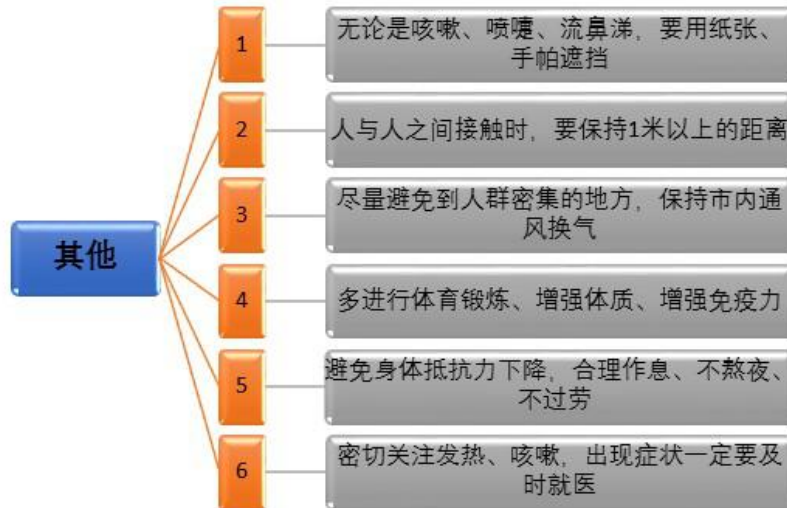 其他
1
无论是咳嗽、喷嚏、流鼻涕，要用纸张、
手帕遮挡
2
人与人之间接触时，要保持1米以上的距离
3
尽量避免到人群密集的地方，保持市内通
风换气
4
多进行体育锻炼、增强体质、增强免疫力
5
避免身体抵抗力下降，合理作息、不熬夜、
不过劳
6
密切关注发热、咳嗽，出现症状一定要及
时就医